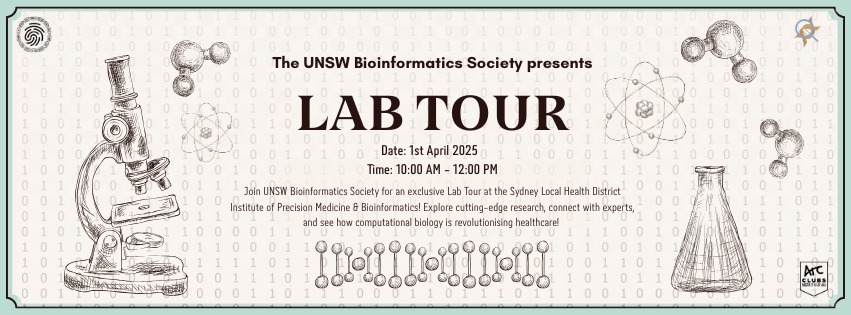 The UNSW Bioinformatics Society presents
LAB TOUR
Date: 1st April 2025
Time: 10:00 AM - 12:00 PM
Join UNSW Bioinformatics Society for an exclusive Lab Tour at the Sydney Local Health District
Institute of Precision Medicine & Bioinformatics! Explore cutting-edge research, connect with experts,
and see how computational biology is revolutionising healthcare!
ArC
CLUBS